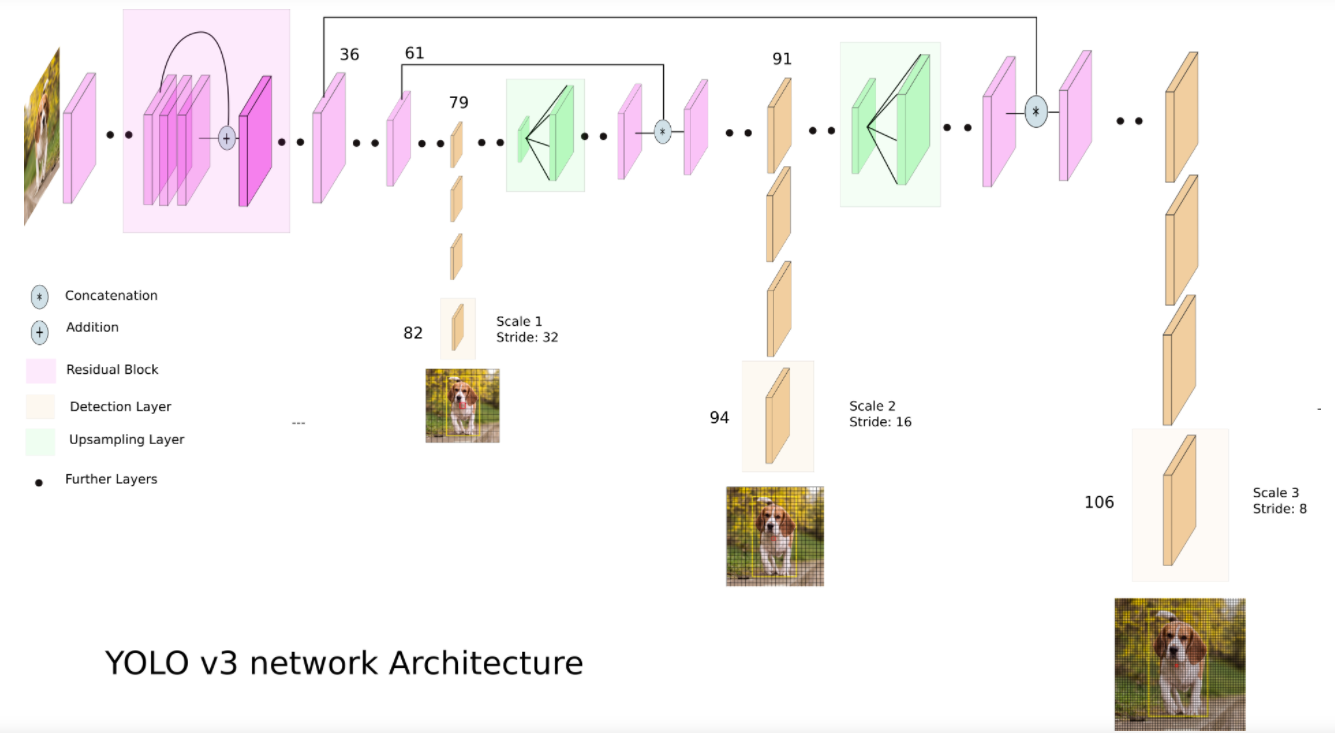 36
61
91
79
*
*
+
*
Concatenation
+
Addition
82
Scale 1
Stride: 32
Residual Block
Detection Layer
Upsampling Layer
Further Layers
---
94
Scale 2
Stride: 16
106
Scale 3
Stride: 8
YOLO v3 network Architecture